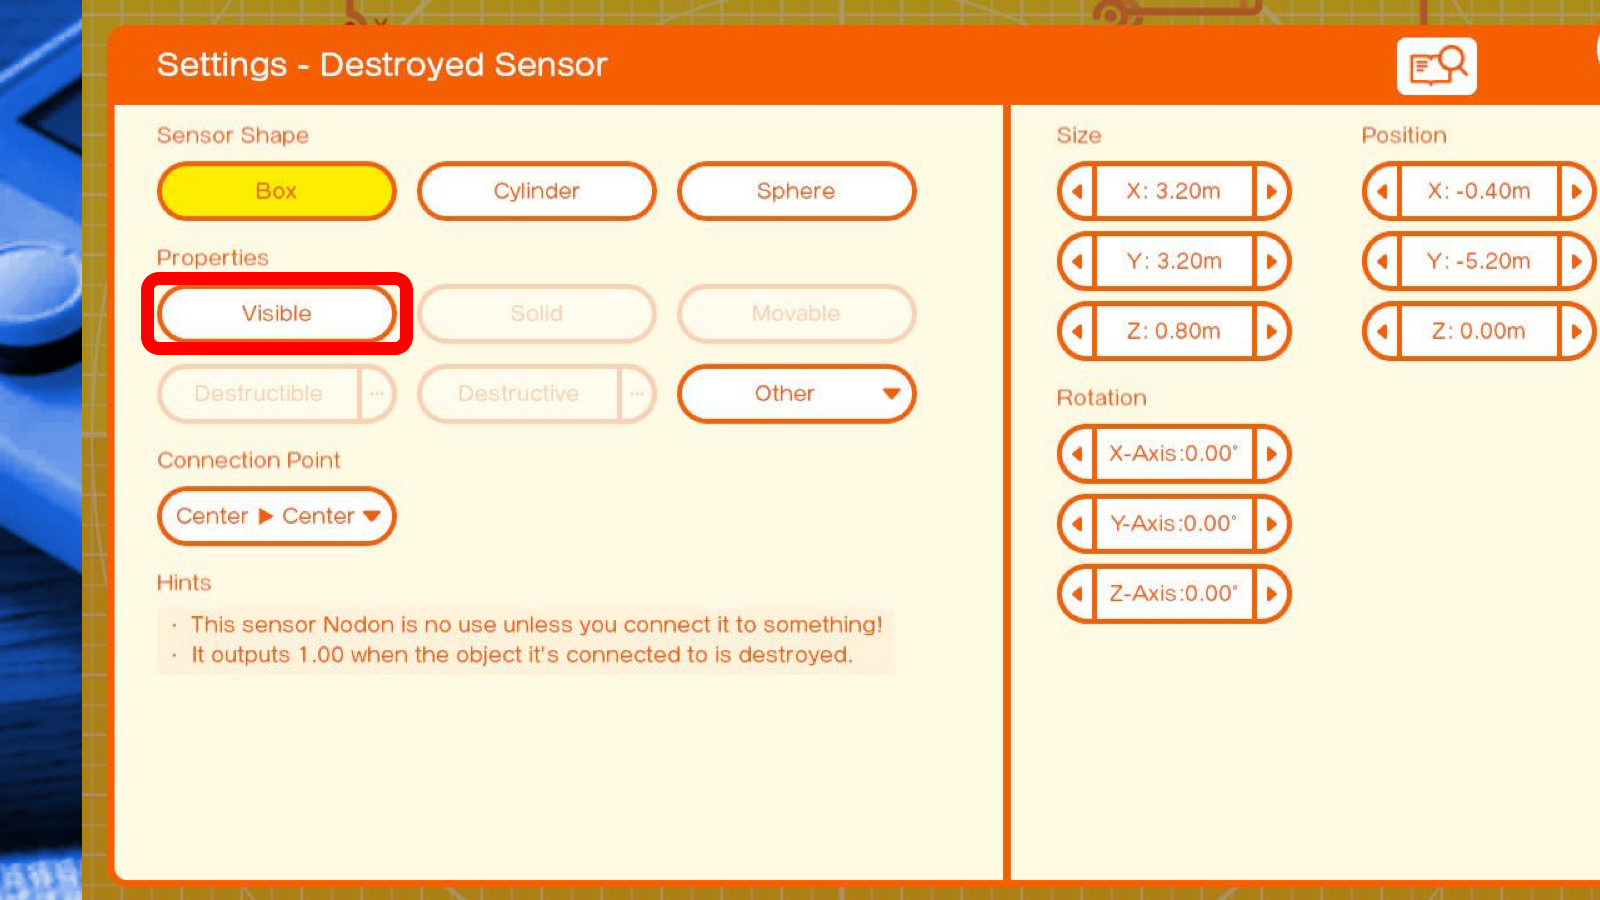 Settings - Destroyed Sensor
Sensor Shape
Box
Cylinder
Sphere
Properties
Visible
Solid
Movable
Destructible
...
Destructive
...
Other
Connection Point
Center ▶ Center
Hints
· This sensor Nodon is no use unless you connect it to something!
· It outputs 1.00 when the object it's connected to is destroyed.
Size
X: 3.20m
Y: 3.20m
Z: 0.80m
Position
X: -0.40m
Y: -5.20m
Z: 0.00m
Rotation
X-Axis:0.00°
Y-Axis:0.00°
Z-Axis:0.00°